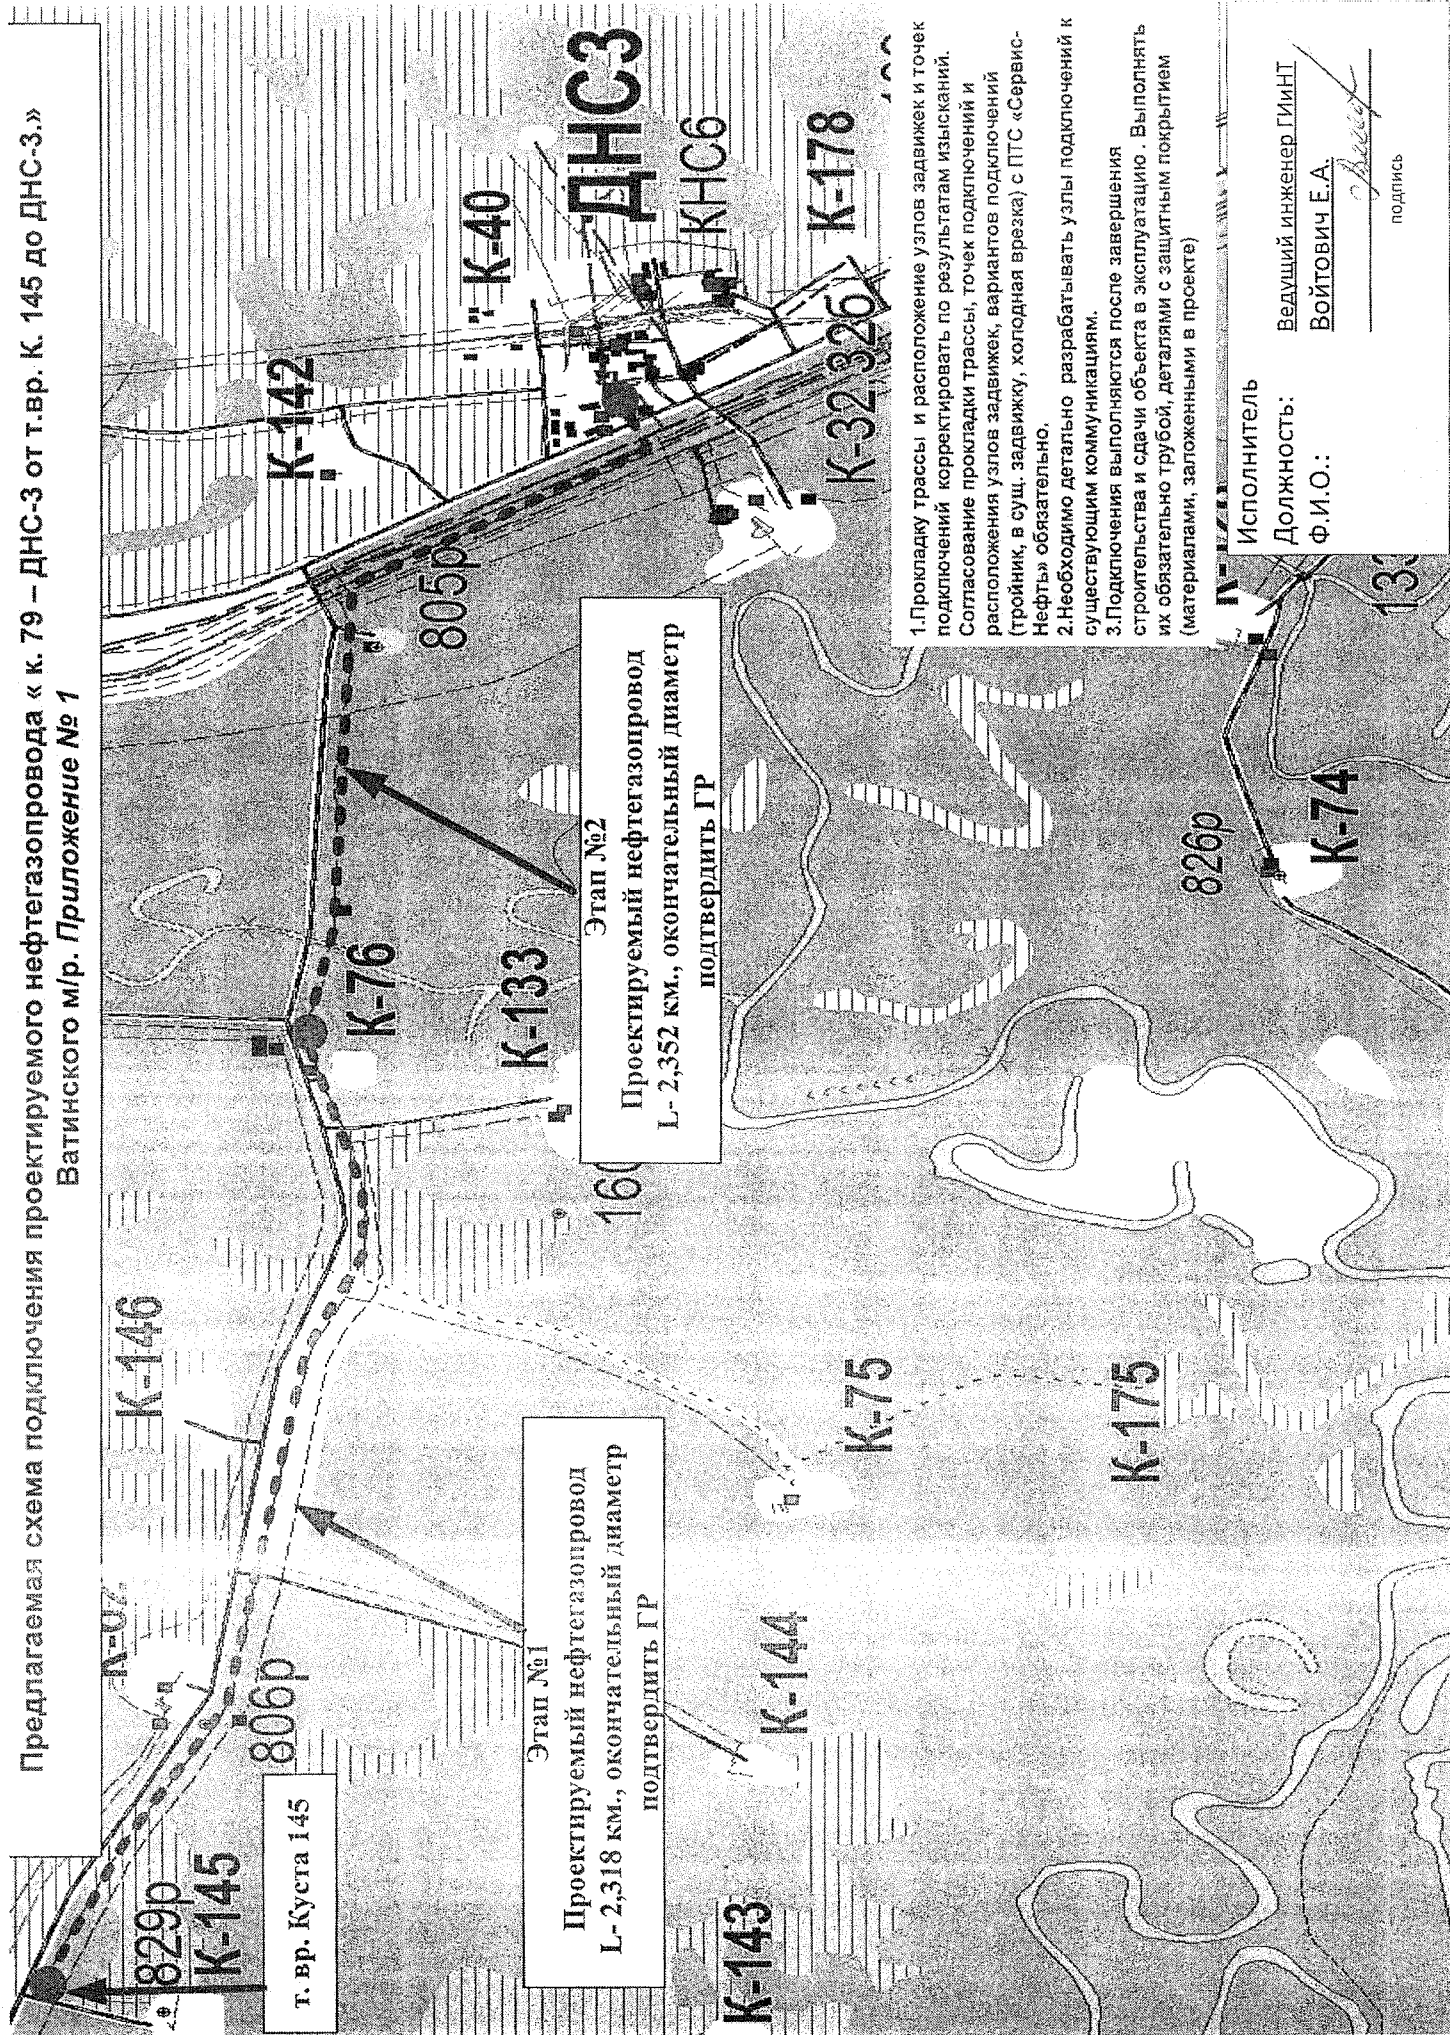 Предлагаемая схема подключения проектируемого нефтегазопровода « к. 79 – ДНС-3 от т.вр. К. 145 до ДНС-3.»
Ватинского м/р. Приложение № 1
829р
К-145
т. вр. Куста 145
806р
К-146
К-76
К-133
805р
К-142
К-40
ДНС3
КНС6
К-178
К-32,32б
Этап №1
Проектируемый нефтегазопровод
L- 2,318 км., окончательный диаметр
подтвердить ГР
Этап №2
Проектируемый нефтегазопровод
L- 2,352 км., окончательный диаметр
подтвердить ГР
К-143
К-144
К-75
К-175
826р
К-74
133
1.Прокладку трассы и расположение узлов задвижек и точек
подключений корректировать по результатам изысканий.
Согласование прокладки трассы, точек подключений и
расположения узлов задвижек, вариантов подключений
(тройник, в сущ. задвижку, холодная врезка) с ПТС «Сервис-
Нефть» обязательно.
2.Необходимо детально разрабатывать узлы подключений к
существующим коммуникациям.
3.Подключения выполняются после завершения
строительства и сдачи объекта в эксплуатацию . Выполнять
их обязательно трубой, деталями с защитным покрытием
(материалами, заложенными в проекте)
Исполнитель
Должность: Ведущий инженер ГИиНТ
Ф.И.О.: Войтович Е.А.
подпись